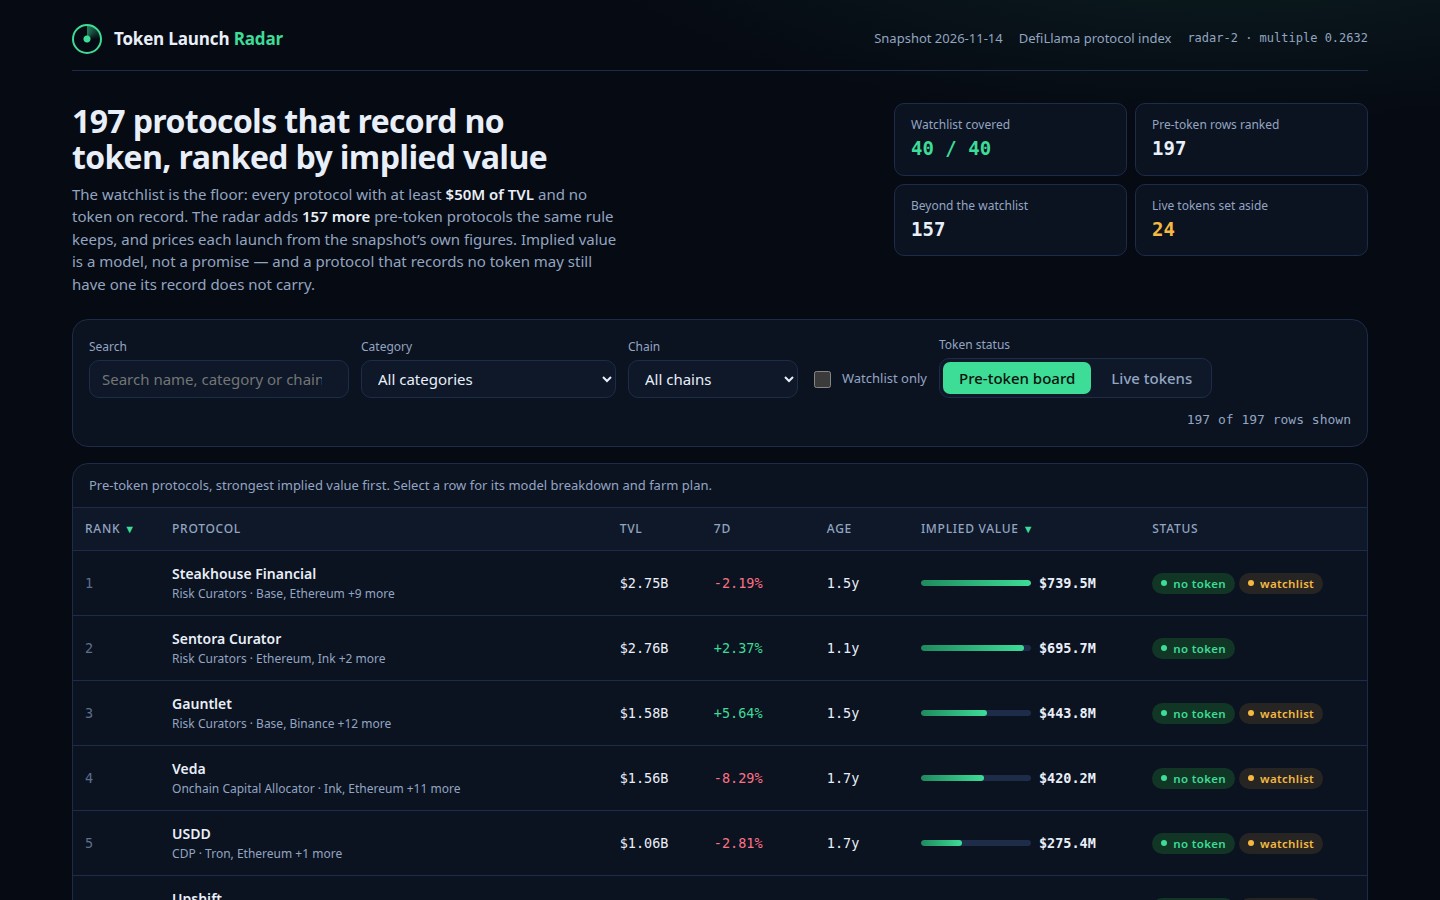 Token Launch Radar
Snapshot 2026-11-14 DefiLlama protocol index radar-2 · multiple 0.2632
197 protocols that record no
token, ranked by implied value
The watchlist is the floor: every protocol with at least $50M of TVL and no
token on record. The radar adds 157 more pre-token protocols the same rule
keeps, and prices each launch from the snapshot’s own figures. Implied value
is a model, not a promise — and a protocol that records no token may still
have one its record does not carry.
Watchlist covered
40 / 40
Pre-token rows ranked
197
Beyond the watchlist
157
Live tokens set aside
24
Search
Search name, category or chain
Category
All categories
Chain
All chains
Watchlist only
Token status
Pre-token board
Live tokens
197 of 197 rows shown
Pre-token protocols, strongest implied value first. Select a row for its model breakdown and farm plan.
RANK ▼ PROTOCOL TVL 7D AGE IMPLIED VALUE ▼ STATUS
1 Steakhouse Financial $2.75B -2.19% 1.5y $739.5M no token watchlist
Risk Curators · Base, Ethereum +9 more
2 Sentora Curator $2.76B +2.37% 1.1y $695.7M no token
Risk Curators · Ethereum, Ink +2 more
3 Gauntlet $1.58B +5.64% 1.5y $443.8M no token watchlist
Risk Curators · Base, Binance +12 more
4 Veda $1.56B -8.29% 1.7y $420.2M no token watchlist
Onchain Capital Allocator · Ink, Ethereum +11 more
5 USDD $1.06B -2.81% 1.7y $275.4M no token watchlist
CDP · Tron, Ethereum +1 more
Upshift